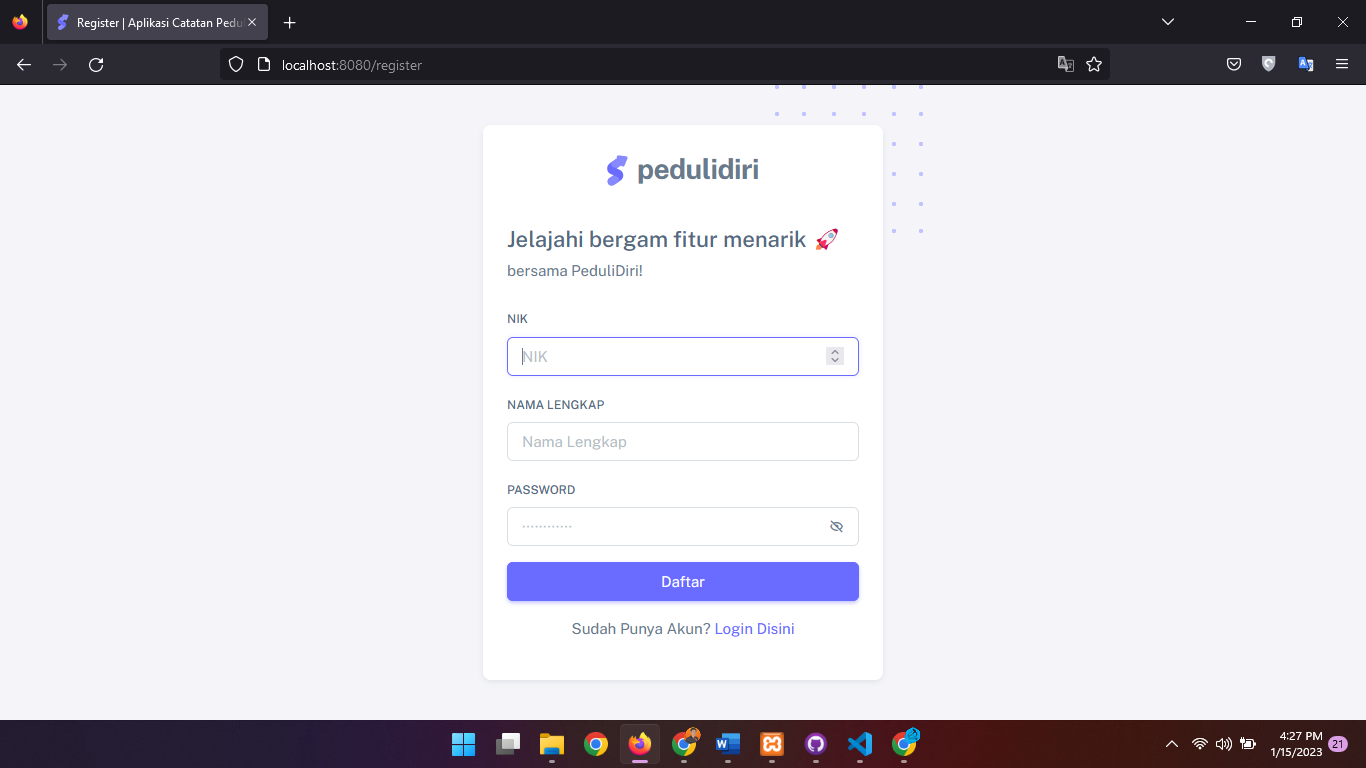 Register | Aplikasi Catatan Pedul
localhost:8080/register
pedulidiri
Jelajahi bergam fitur menarik 🚀
bersama PeduliDiri!
NIK
NIK
NAMA LENGKAP
Nama Lengkap
PASSWORD
············
Daftar
Sudah Punya Akun? Login Disini
4:27 PM
1/15/2023
21